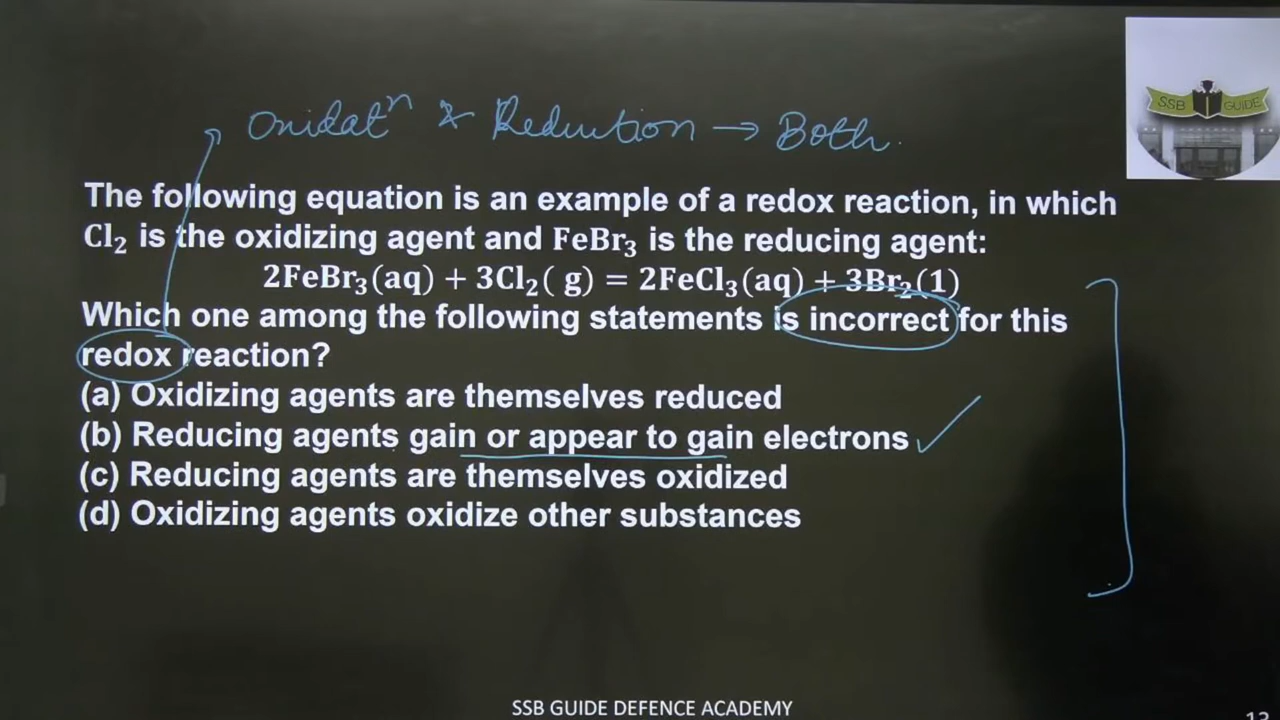 Oxidatⁿ & Reduction → Both.
SSB GUIDE
The following equation is an example of a redox reaction, in which
Cl₂ is the oxidizing agent and FeBr₃ is the reducing agent:
2FeBr₃(aq) + 3Cl₂( g) = 2FeCl₃(aq) + 3Br₂(1)
Which one among the following statements is incorrect for this
redox reaction?
(a) Oxidizing agents are themselves reduced
(b) Reducing agents gain or appear to gain electrons
(c) Reducing agents are themselves oxidized
(d) Oxidizing agents oxidize other substances
SSB GUIDE DEFENCE ACADEMY